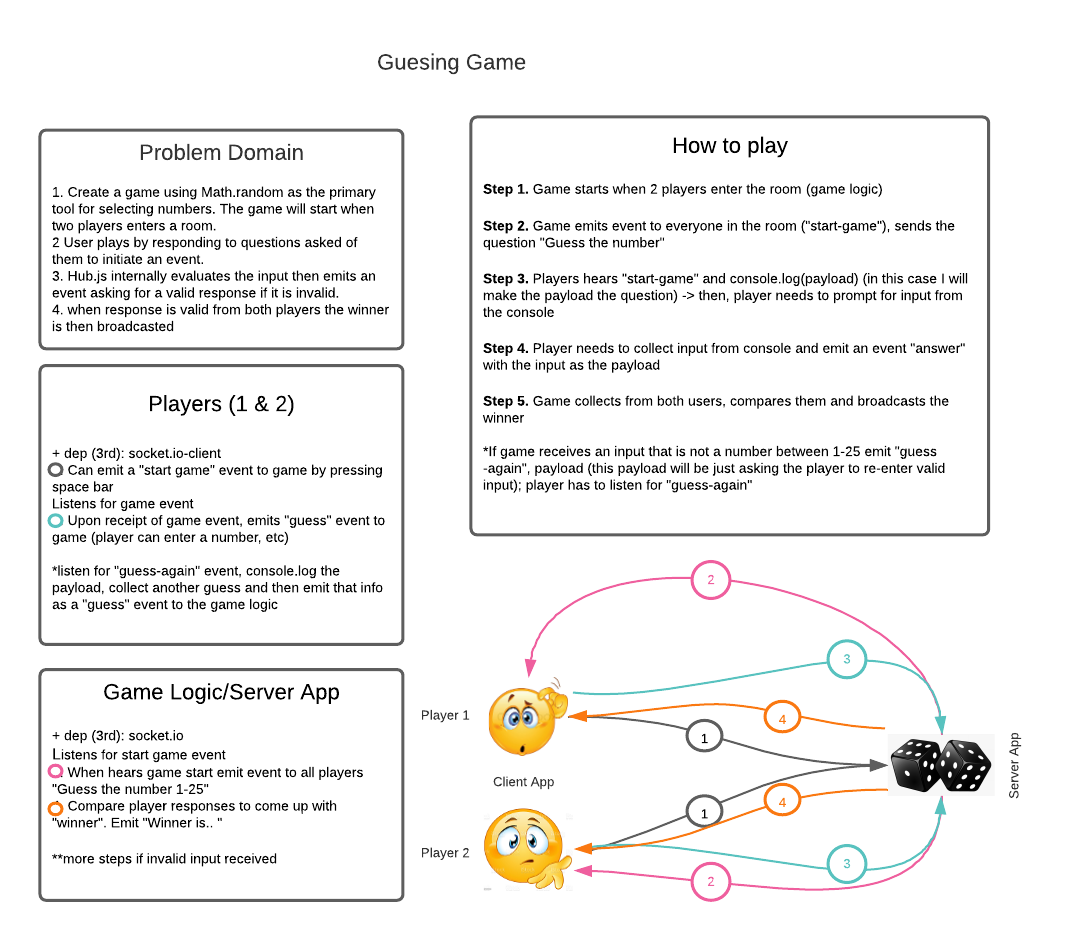 Guesing Game
Problem Domain
1. Create a game using Math.random as the primary
tool for selecting numbers. The game will start when
two players enters a room.
2 User plays by responding to questions asked of
them to initiate an event.
3. Hub.js internally evaluates the input then emits an
event asking for a valid response if it is invalid.
4. when response is valid from both players the winner
is then broadcasted
Players (1 & 2)
+ dep (3rd): socket.io-client
Can emit a "start game" event to game by pressing
space bar
Listens for game event
Upon receipt of game event, emits "guess" event to
game (player can enter a number, etc)
*listen for "guess-again" event, console.log the
payload, collect another guess and then emit that info
as a "guess" event to the game logic
Game Logic/Server App
+ dep (3rd): socket.io
Listens for start game event
When hears game start emit event to all players
"Guess the number 1-25"
Compare player responses to come up with
"winner". Emit "Winner is.. "
**more steps if invalid input received
How to play
Step 1. Game starts when 2 players enter the room (game logic)
Step 2. Game emits event to everyone in the room ("start-game"), sends the
question "Guess the number"
Step 3. Players hears "start-game" and console.log(payload) (in this case I will
make the payload the question) -> then, player needs to prompt for input from
the console
Step 4. Player needs to collect input from console and emit an event "answer"
with the input as the payload
Step 5. Game collects from both users, compares them and broadcasts the
winner
*If game receives an input that is not a number between 1-25 emit "guess
-again", payload (this payload will be just asking the player to re-enter valid
input); player has to listen for "guess-again"
2
3
Player 1
4
1
Client App
Server App
4
1
Player 2
3
2